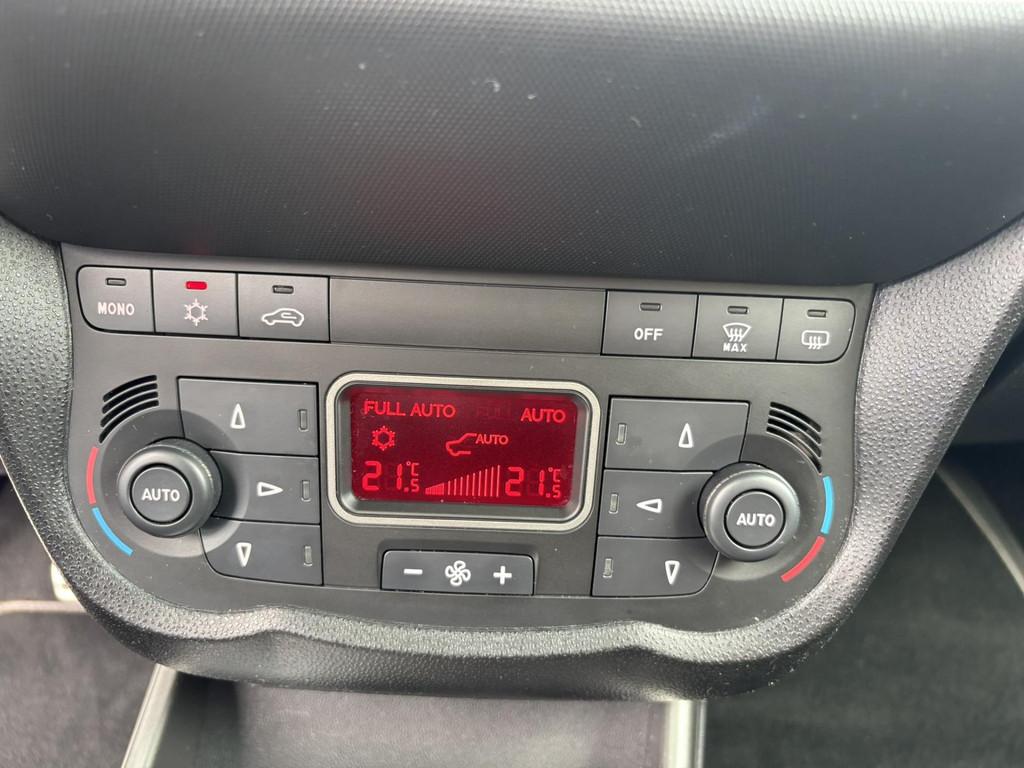 MONO
OFF
MAX
FULL AUTO AUTO
AUTO
21.5 °C 21.5 °C
AUTO
AUTO
- +